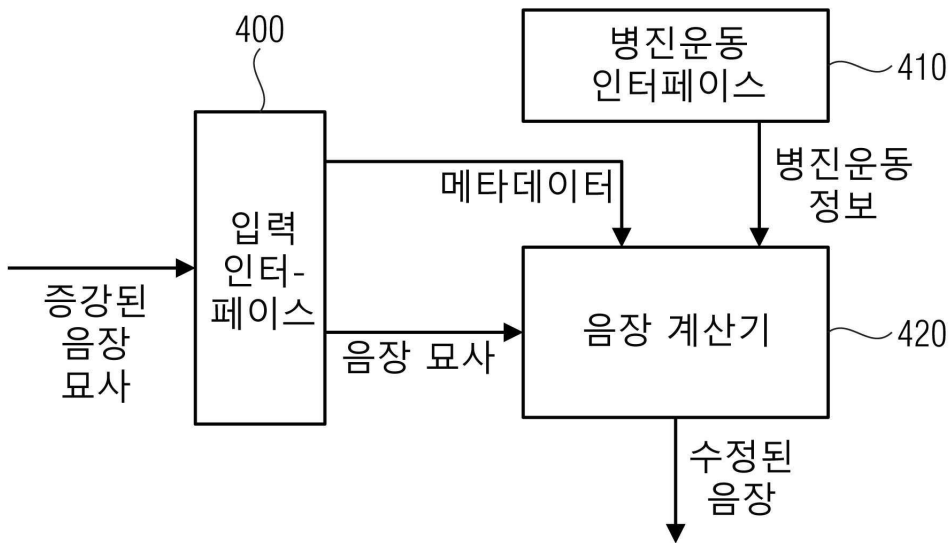 400
병진운동
인터페이스
410
메타데이터
병진운동
정보
입력
인터-
페이스
증강된
음장
묘사
음장 묘사
음장 계산기
420
수정된
음장